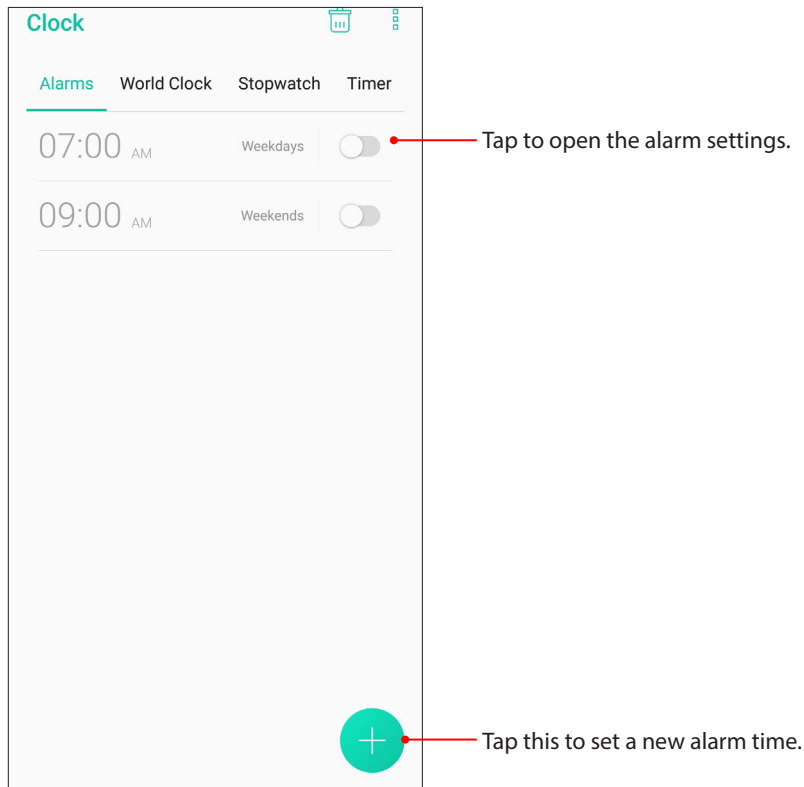 Clock
Alarms World Clock Stopwatch Timer
07:00 AM Weekdays
Tap to open the alarm settings.
09:00 AM Weekends
Tap this to set a new alarm time.